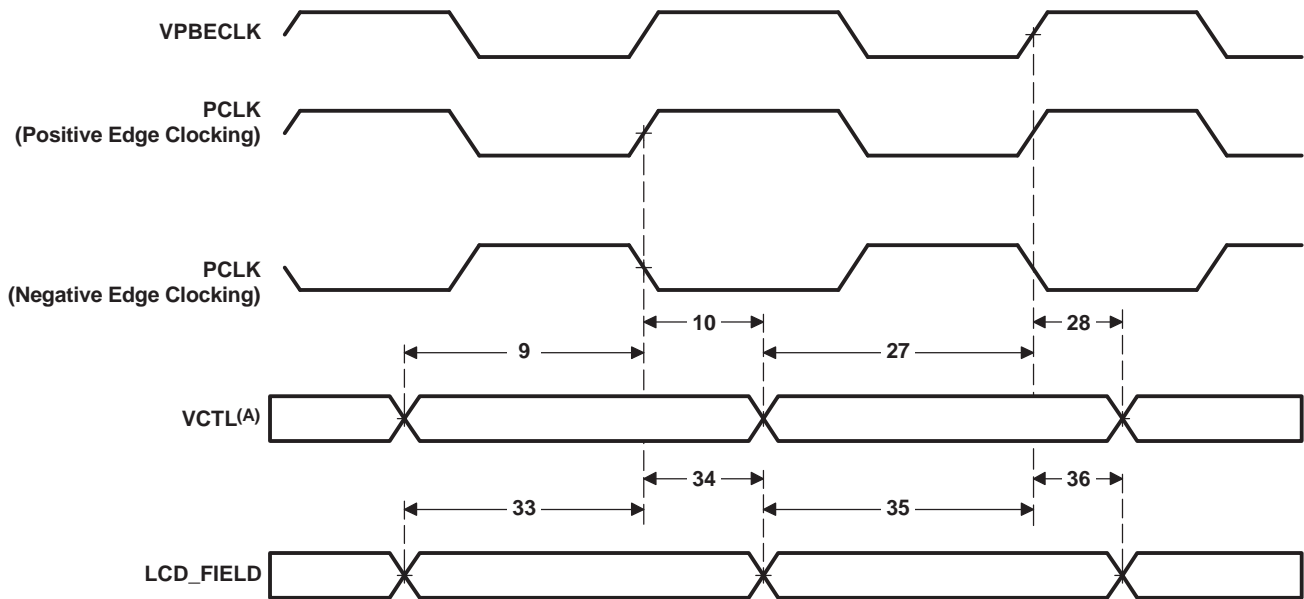 VPBECLK
PCLK
(Positive Edge Clocking)
PCLK
(Negative Edge Clocking)
10
28
9
27
VCTL(A)
34
36
33
35
LCD_FIELD